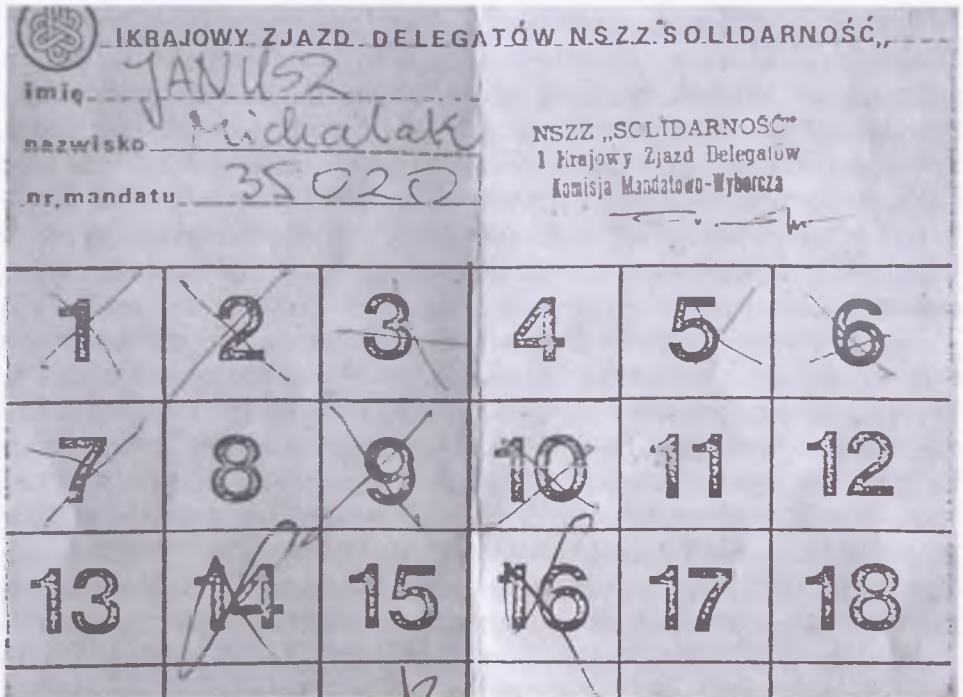 I KRAJOWY ZJAZD DELEGATÓW N.S.Z.Z. SOLIDARNOŚĆ„
imię JANUSZ
nazwisko Michalak
nr. mandatu 35020
NSZZ „SOLIDARNOŚĆ”
I Krajowy Zjazd Delegatów
Komisja Mandatowo-Wyborcza
1 2 3 4 5 6
7 8 9 10 11 12
13 14 15 16 17 18